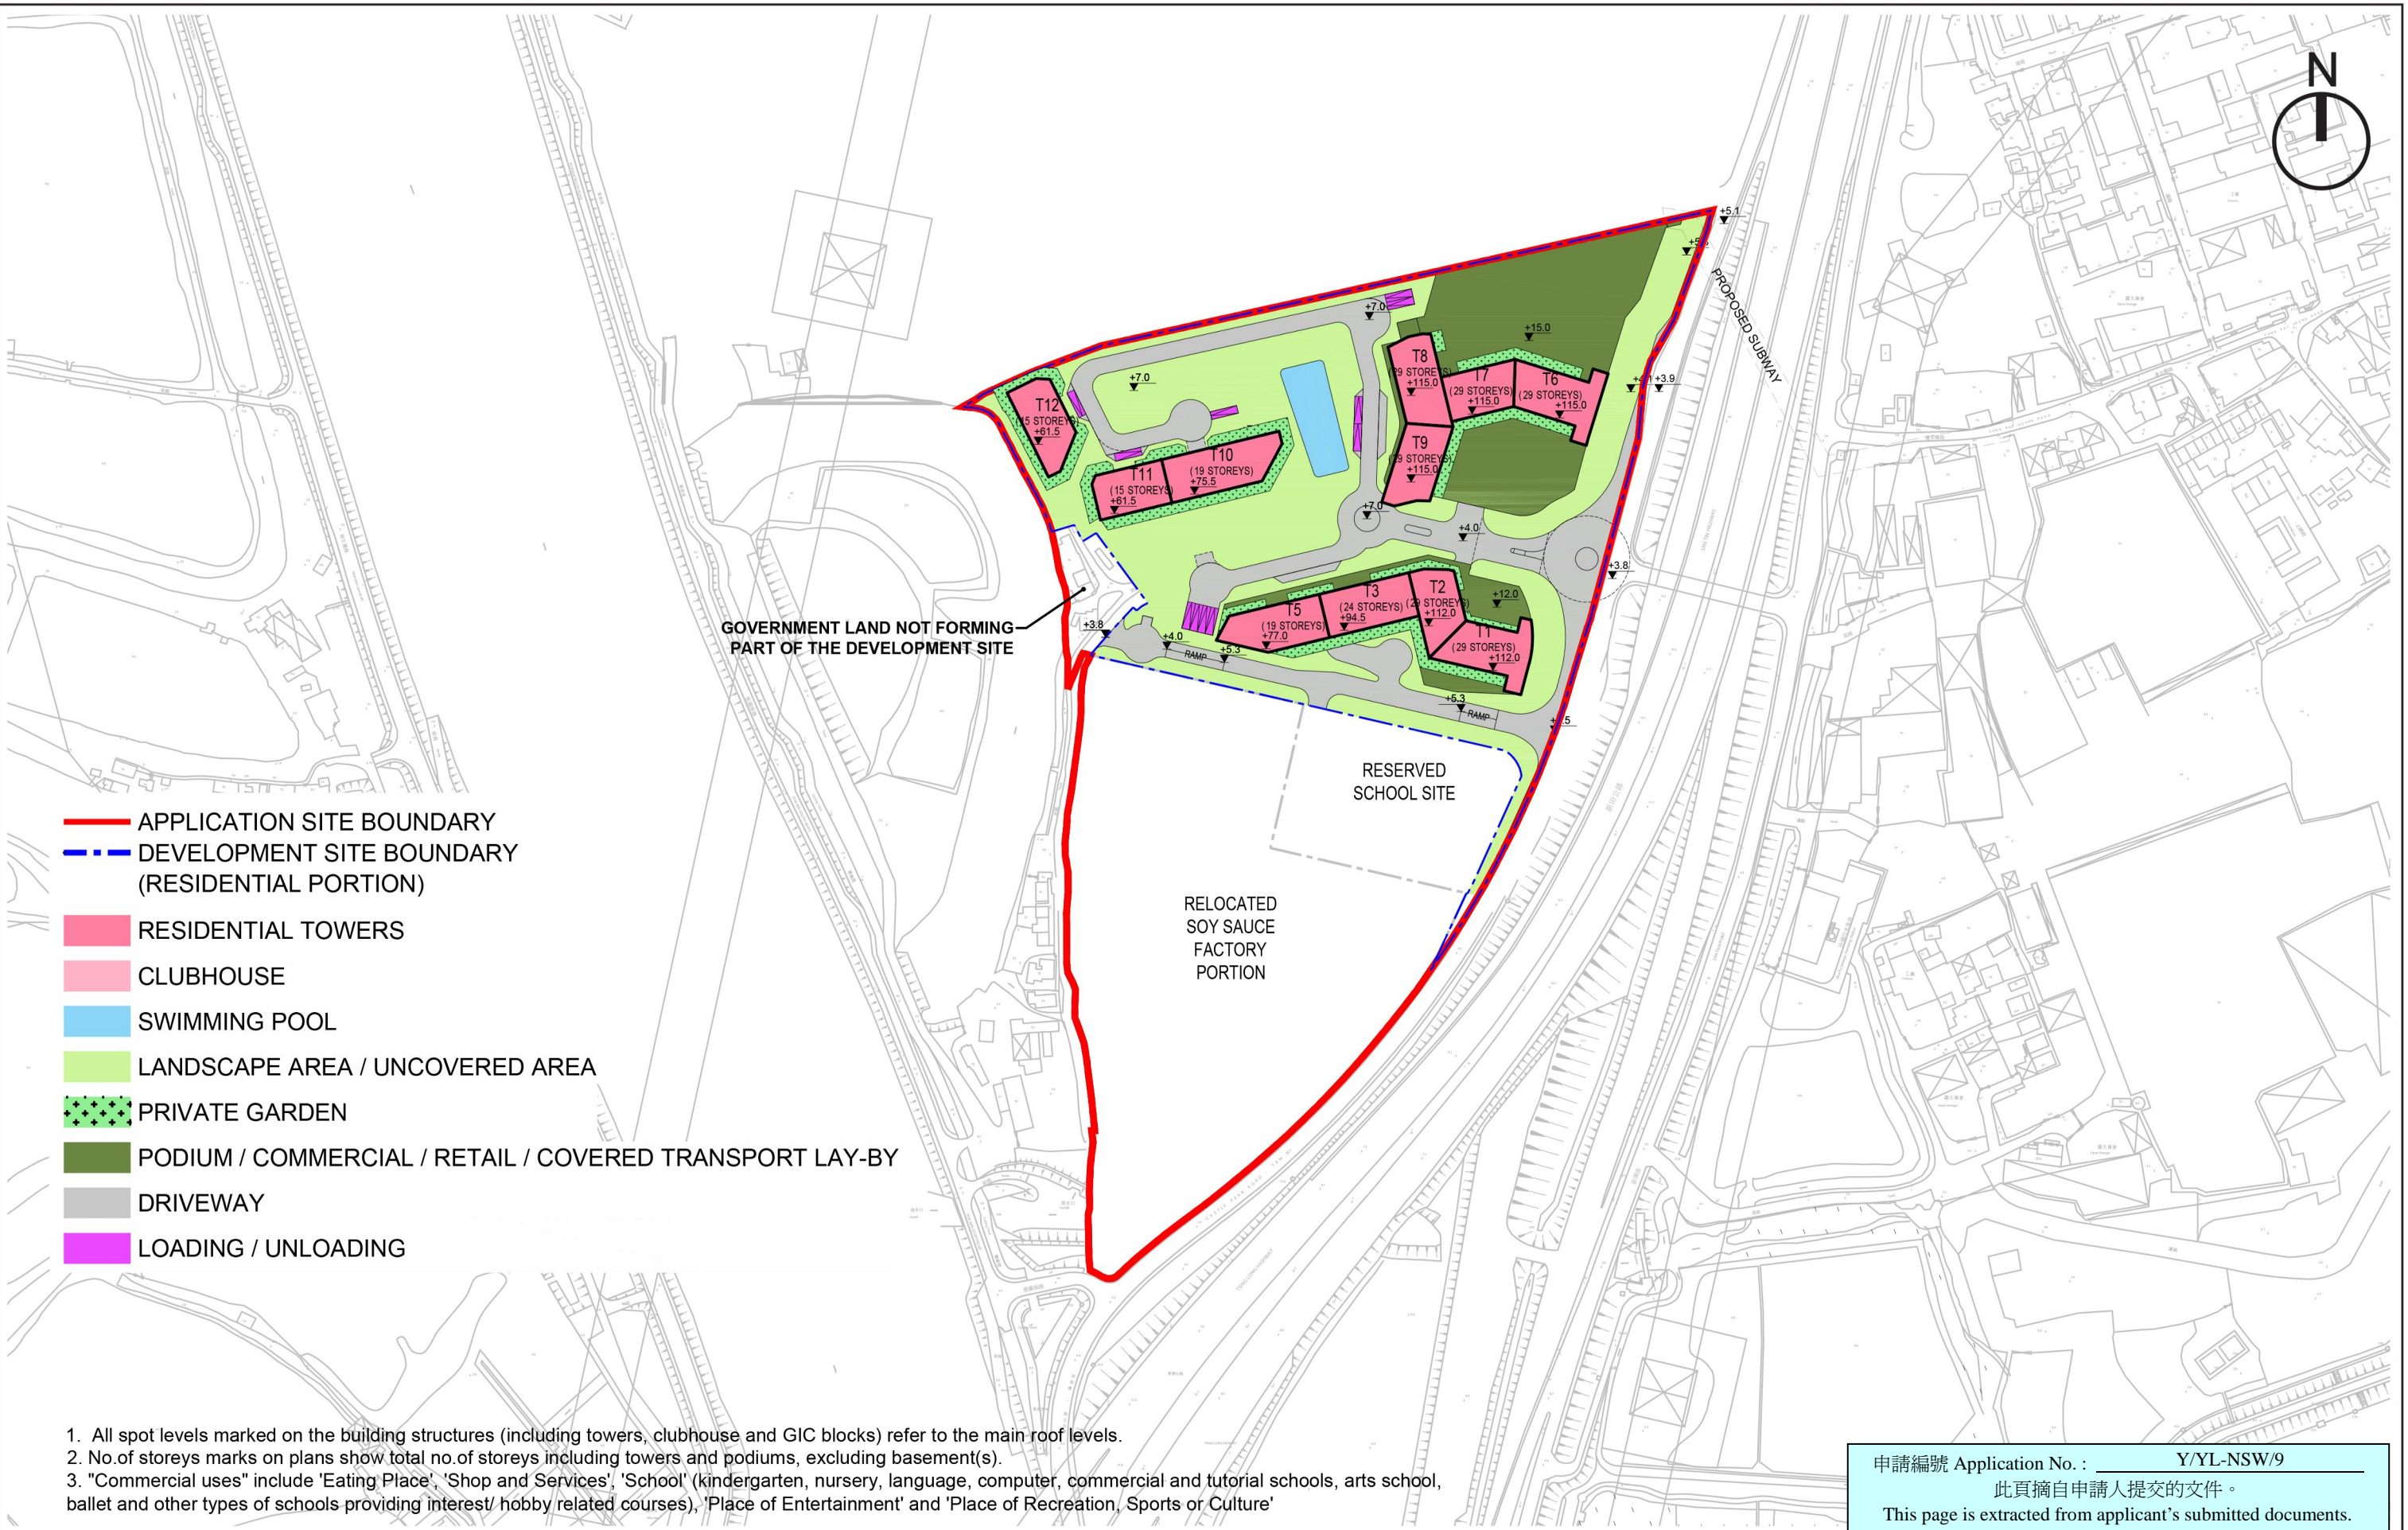 N
+5.1
PROPOSED SUBWAY
+7.0
+15.0
T8
+115.0
T7
(29 STOREYS)
+115.0
T6
(29 STOREYS)
+115.0
+3.9
+7.0
T12
+61.5
T9
+115.0
T10
(19 STOREYS)
+75.5
T11
(15 STOREYS)
+61.5
+7.0
+4.0
+3.8
GOVERNMENT LAND NOT FORMING
PART OF THE DEVELOPMENT SITE
T2
+112.0
T3
(24 STOREYS)
+94.5
T5
(19 STOREYS)
+77.0
+12.0
T1
(29 STOREYS)
+112.0
+3.8
+4.0
RAMP
+5.3
+5.3
RAMP
RESERVED
SCHOOL SITE
RELOCATED
SOY SAUCE
FACTORY
PORTION
APPLICATION SITE BOUNDARY
DEVELOPMENT SITE BOUNDARY
(RESIDENTIAL PORTION)
RESIDENTIAL TOWERS
CLUBHOUSE
SWIMMING POOL
LANDSCAPE AREA / UNCOVERED AREA
PRIVATE GARDEN
PODIUM / COMMERCIAL / RETAIL / COVERED TRANSPORT LAY-BY
DRIVEWAY
LOADING / UNLOADING
1. All spot levels marked on the building structures (including towers, clubhouse and GIC blocks) refer to the main roof levels.
2. No.of storeys marks on plans show total no.of storeys including towers and podiums, excluding basement(s).
3. "Commercial uses" include 'Eating Place', 'Shop and Services', 'School' (kindergarten, nursery, language, computer, commercial and tutorial schools, arts school,
ballet and other types of schools providing interest/ hobby related courses), 'Place of Entertainment' and 'Place of Recreation, Sports or Culture'
申請編號 Application No. : Y/YL-NSW/9
此頁摘自申請人提交的文件。
This page is extracted from applicant's submitted documents.